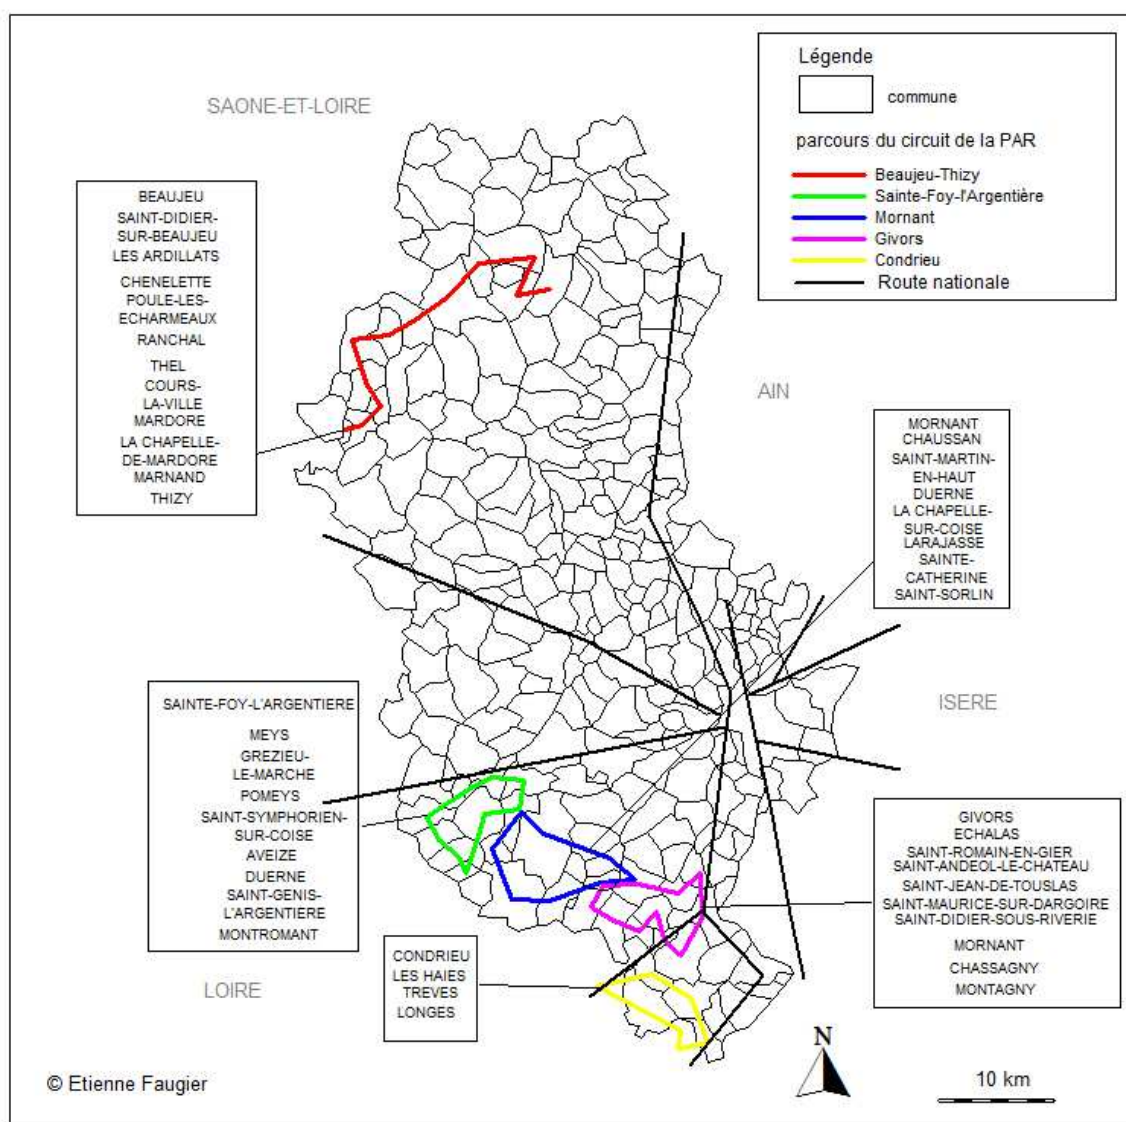 Légende
commune
parcours du circuit de la PAR
Beaujeu-Thizy
Sainte-Foy-l'Argentière
Mornant
Givors
Condrieu
Route nationale
SAONE-ET-LOIRE
BEAUJEU
SAINT-DIDIER-
SUR-BEAUJEU
LES ARDILLATS
CHENELETTE
POULE-LES-
ECHARMEAUX
RANCHAL
THEL
COURS-
LA-VILLE
MARDORE
LA CHAPELLE-
DE-MARDORE
MARNAND
THIZY
AIN
MORNANT
CHAUSSAN
SAINT-MARTIN-
EN-HAUT
DUERNE
LA CHAPELLE-
SUR-COISE
LARAJASSE
SAINTE-
CATHERINE
SAINT-SORLIN
ISERE
SAINTE-FOY-L'ARGENTIERE
MEYS
GREZIEU-
LE-MARCHE
POMEYS
SAINT-SYMPHORIEN-
SUR-COISE
AVEIZE
DUERNE
SAINT-GENIS-
L'ARGENTIERE
MONTROMANT
GIVORS
ECHALAS
SAINT-ROMAIN-EN-GIER
SAINT-ANDEOL-LE-CHATEAU
SAINT-JEAN-DE-TOUSLAS
SAINT-MAURICE-SUR-DARGOIRE
SAINT-DIDIER-SOUS-RIVERIE
MORNANT
CHASSAGNY
MONTAGNY
LOIRE
CONDRIEU
LES HAIES
TREVES
LONGES
© Etienne Faugier
N
10 km